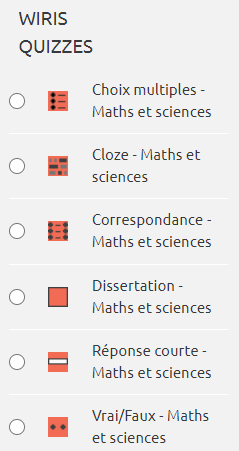 WIRIS
QUIZZES
Choix multiples -
Maths et sciences
Cloze - Maths et
sciences
Correspondance -
Maths et sciences
Dissertation -
Maths et sciences
Réponse courte -
Maths et sciences
Vrai/Faux - Maths
et sciences